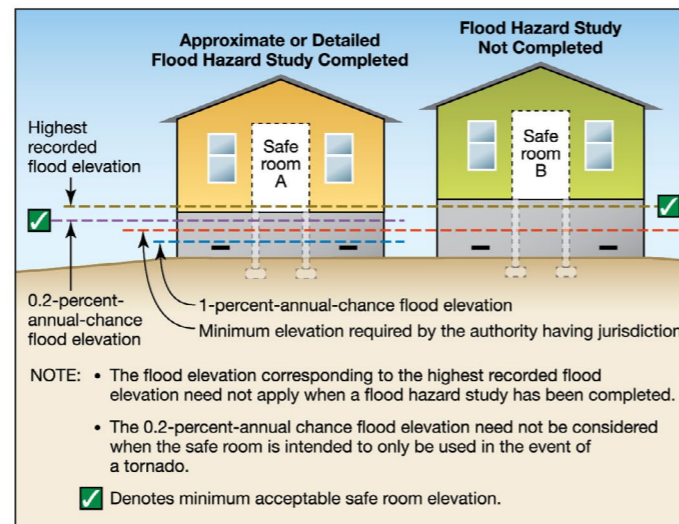 Approximate or Detailed
Flood Hazard Study Completed
Flood Hazard Study
Not Completed
Highest
recorded
flood elevation
Safe
room
A
Safe
room
B
0.2-percent-
annual-chance
flood elevation
1-percent-annual-chance flood elevation
Minimum elevation required by the authority having jurisdiction
NOTE: • The flood elevation corresponding to the highest recorded flood
elevation need not apply when a flood hazard study has been completed.
• The 0.2-percent-annual chance flood elevation need not be considered
when the safe room is intended to only be used in the event of
a tornado.
Denotes minimum acceptable safe room elevation.